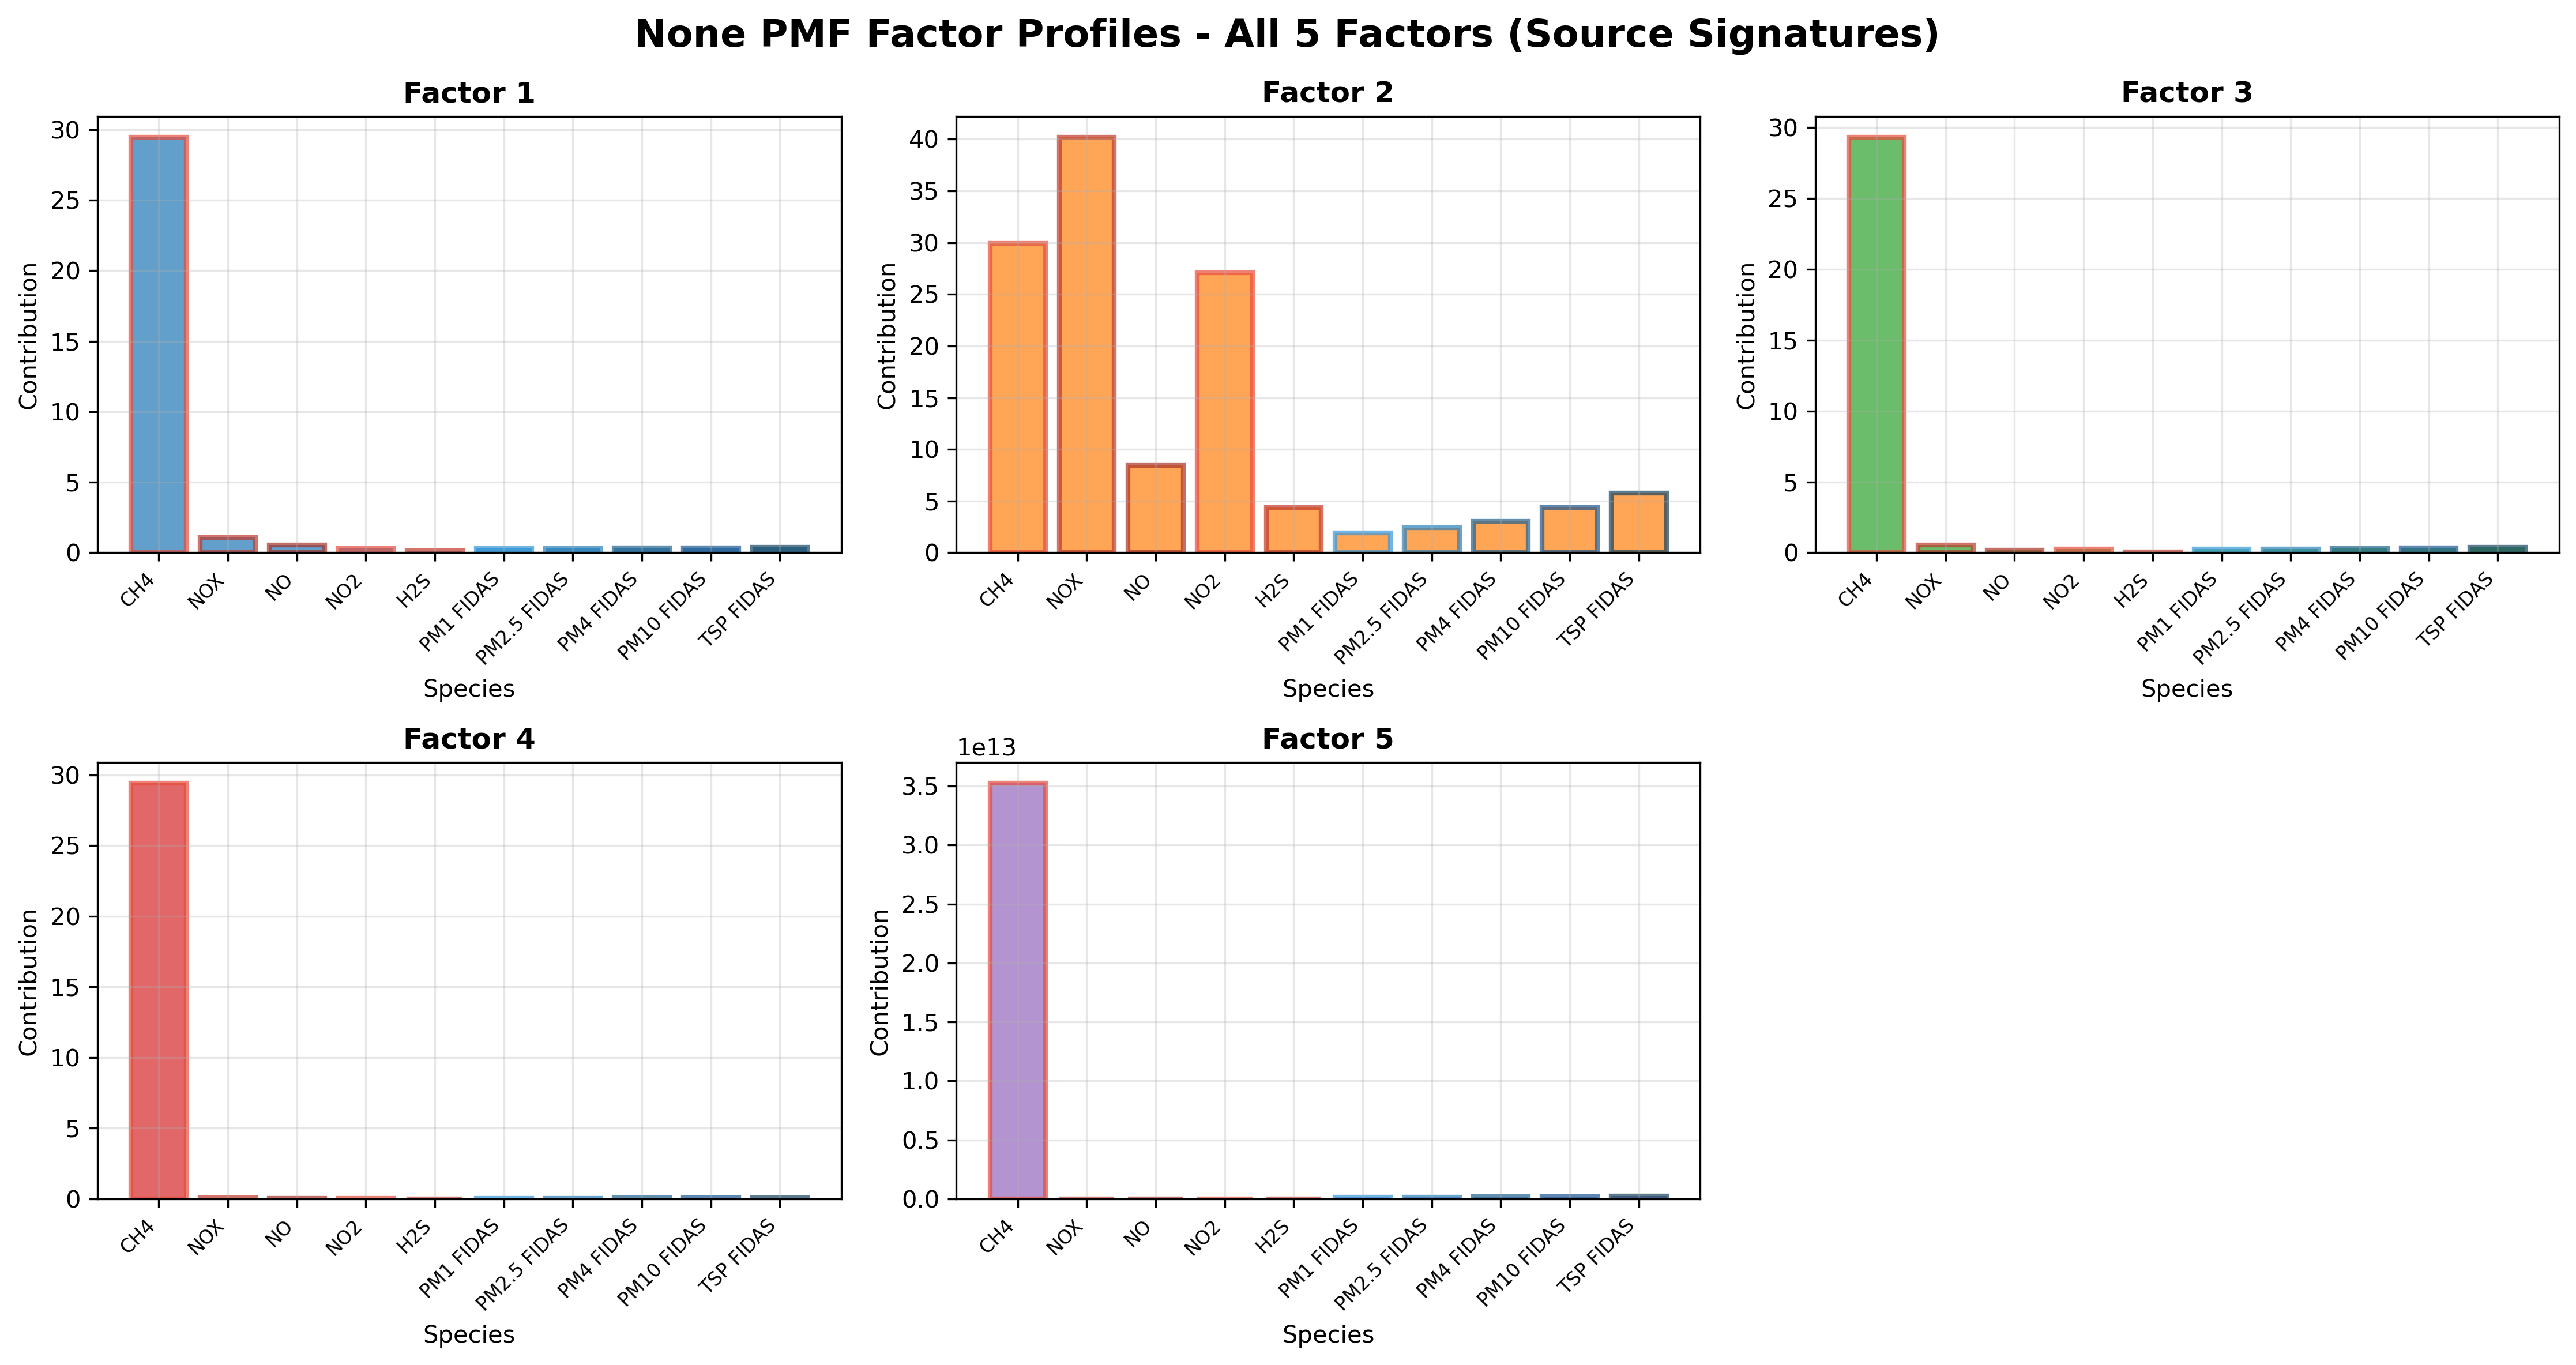 None PMF Factor Profiles - All 5 Factors (Source Signatures)
Factor 1
Contribution
30
25
20
15
10
5
0
CH4
NOX
NO
NO2
H2S
PM1 FIDAS
PM2.5 FIDAS
PM4 FIDAS
PM10 FIDAS
TSP FIDAS
Species
Factor 2
Contribution
40
35
30
25
20
15
10
5
0
CH4
NOX
NO
NO2
H2S
PM1 FIDAS
PM2.5 FIDAS
PM4 FIDAS
PM10 FIDAS
TSP FIDAS
Species
Factor 3
Contribution
30
25
20
15
10
5
0
CH4
NOX
NO
NO2
H2S
PM1 FIDAS
PM2.5 FIDAS
PM4 FIDAS
PM10 FIDAS
TSP FIDAS
Species
Factor 4
Contribution
30
25
20
15
10
5
0
CH4
NOX
NO
NO2
H2S
PM1 FIDAS
PM2.5 FIDAS
PM4 FIDAS
PM10 FIDAS
TSP FIDAS
Species
Factor 5
1e13
Contribution
3.5
3.0
2.5
2.0
1.5
1.0
0.5
0.0
CH4
NOX
NO
NO2
H2S
PM1 FIDAS
PM2.5 FIDAS
PM4 FIDAS
PM10 FIDAS
TSP FIDAS
Species